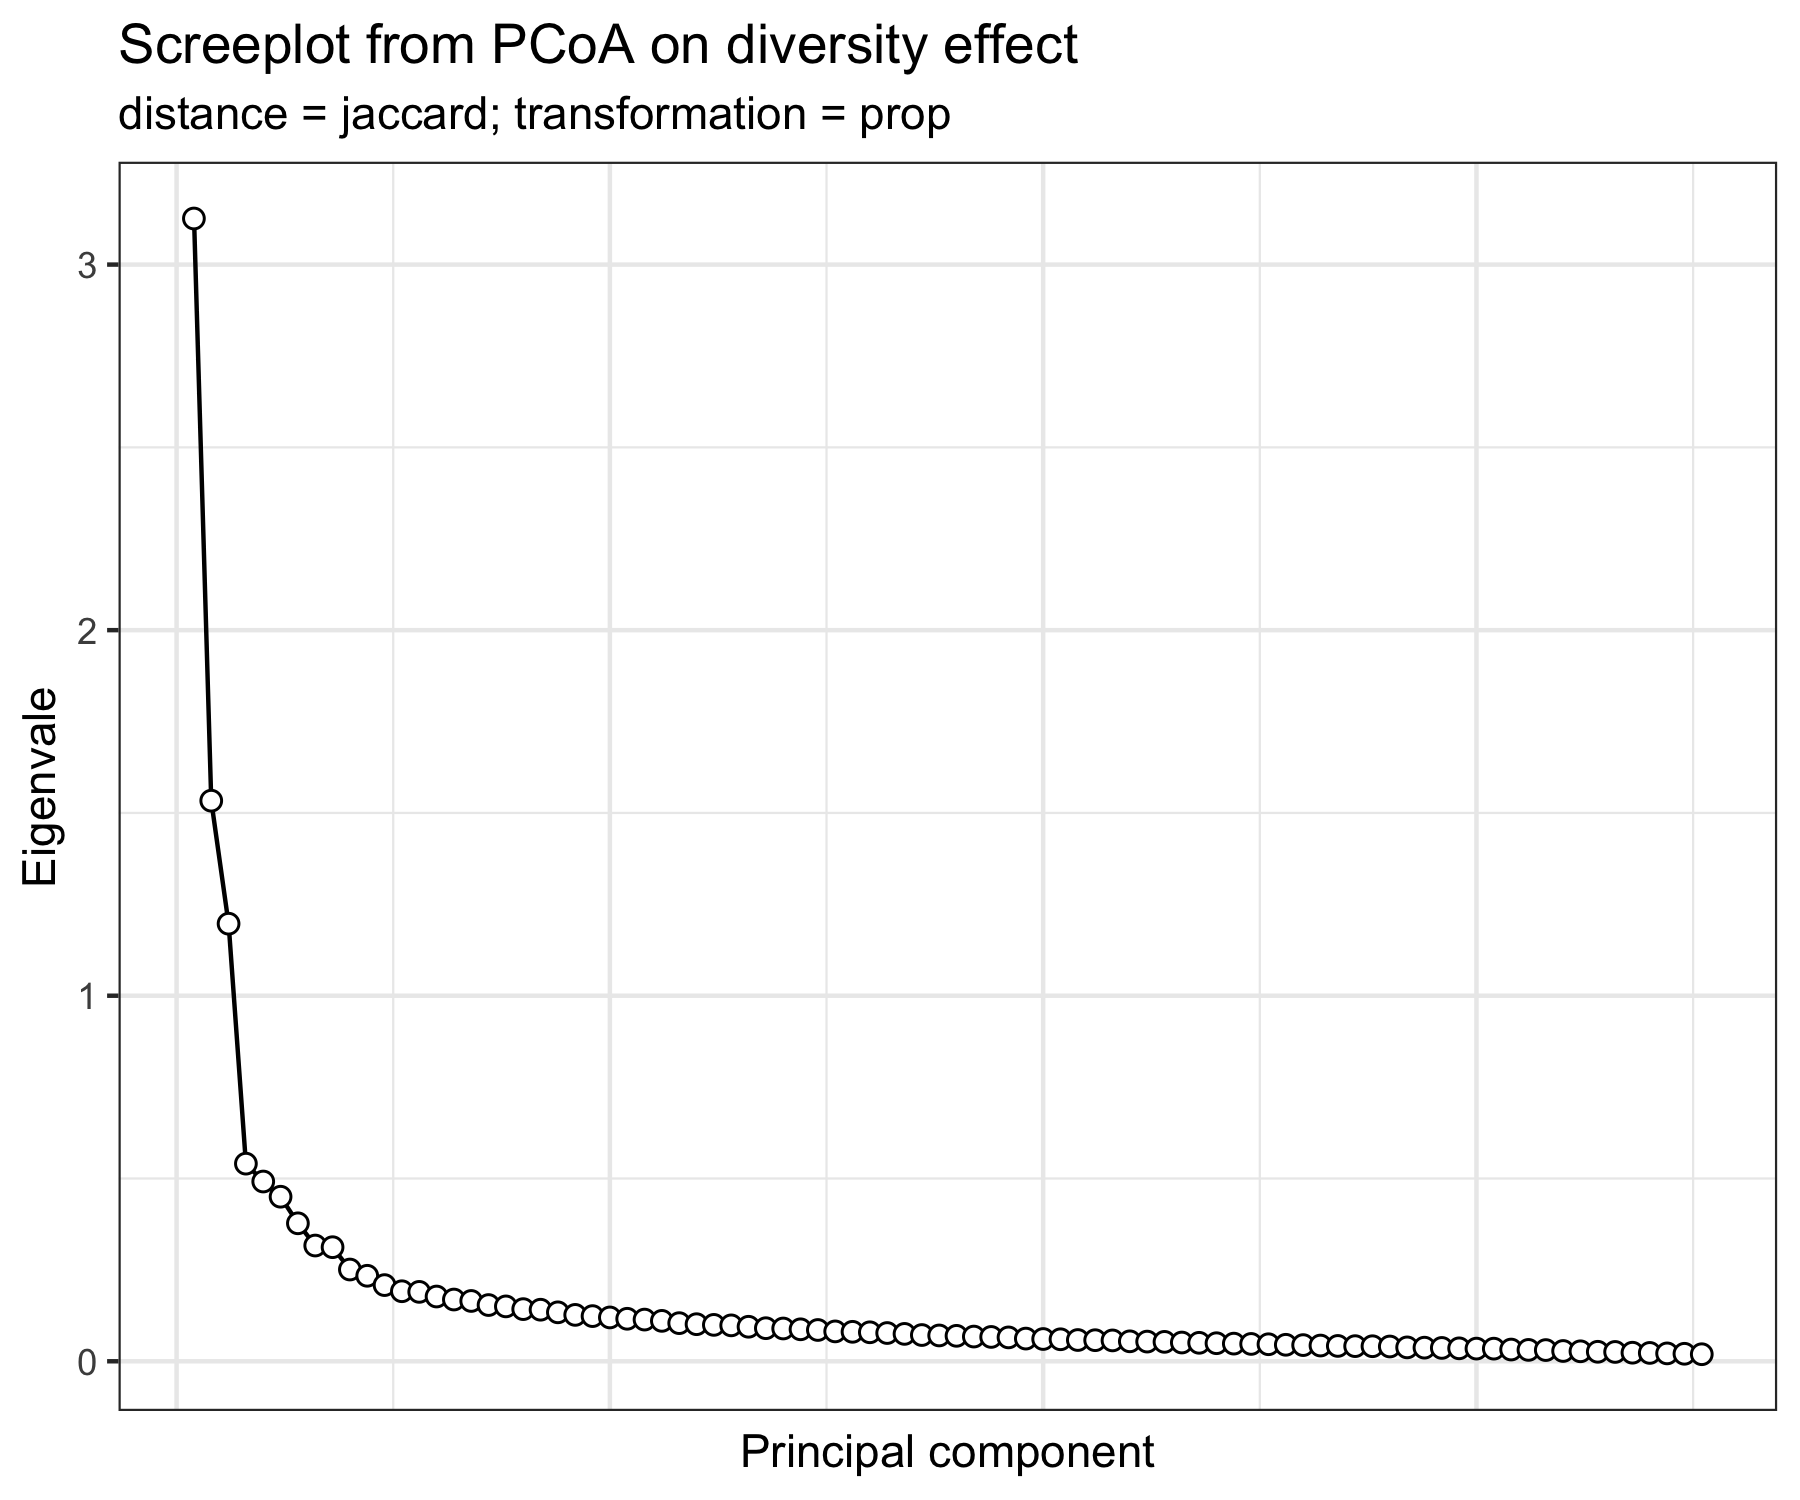 Screeplot from PCoA on diversity effect
distance = jaccard; transformation = prop
3
2
1
0
Eigenvale
Principal component